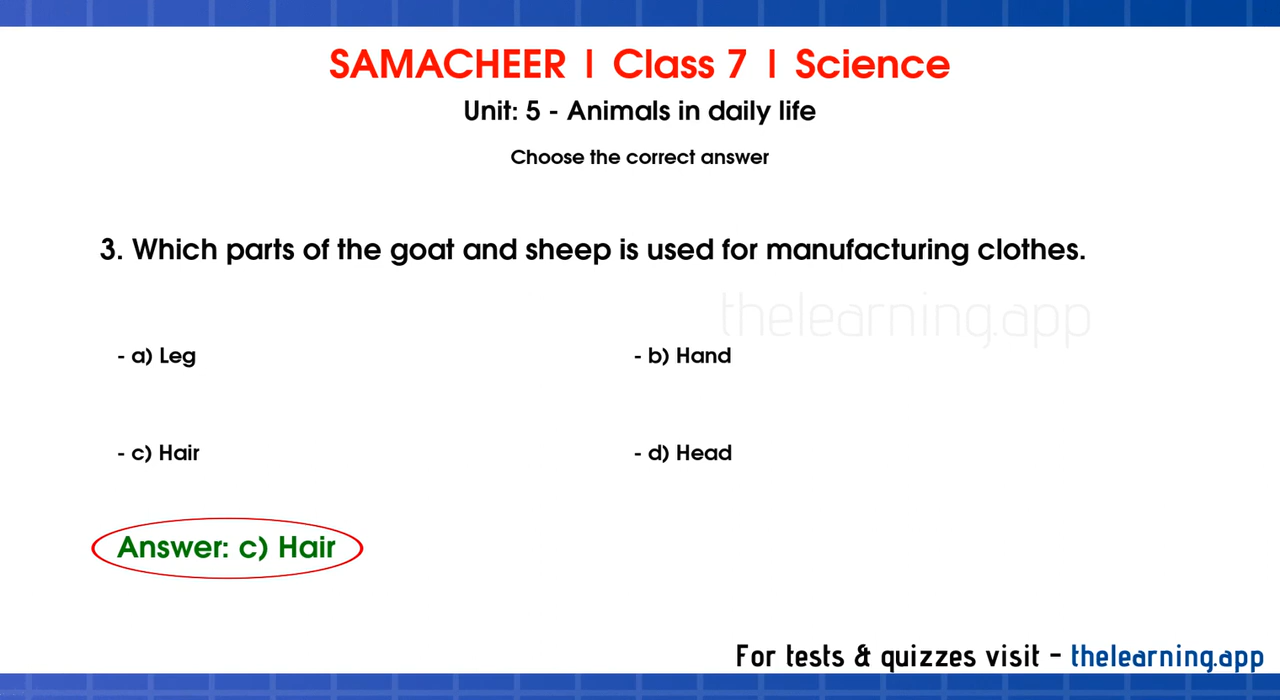 SAMACHEER | Class 7 | Science
Unit: 5 - Animals in daily life
Choose the correct answer
3. Which parts of the goat and sheep is used for manufacturing clothes.
thelearning.app
- a) Leg
- b) Hand
- c) Hair
- d) Head
Answer: c) Hair
For tests & quizzes visit - thelearning.app